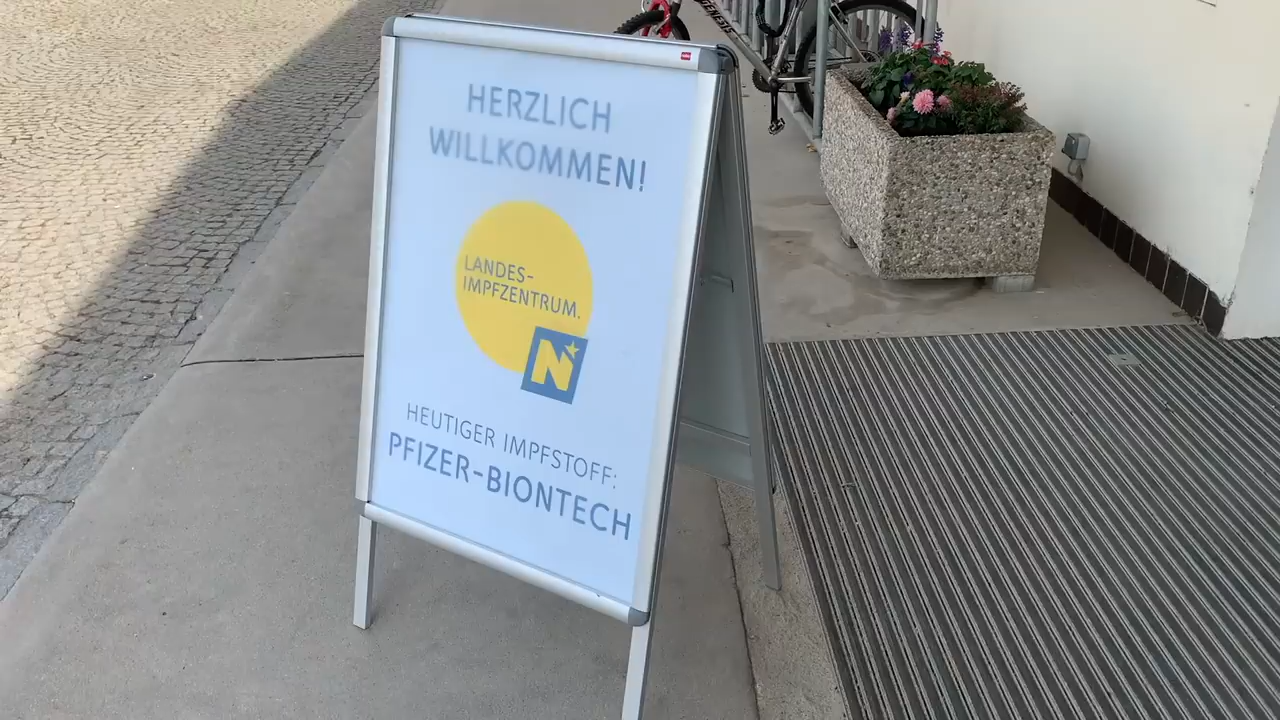 HERZLICH
WILLKOMMEN!
LANDES-
IMPFZENTRUM.
N
HEUTIGER IMPFSTOFF:
PFIZER-BIONTECH